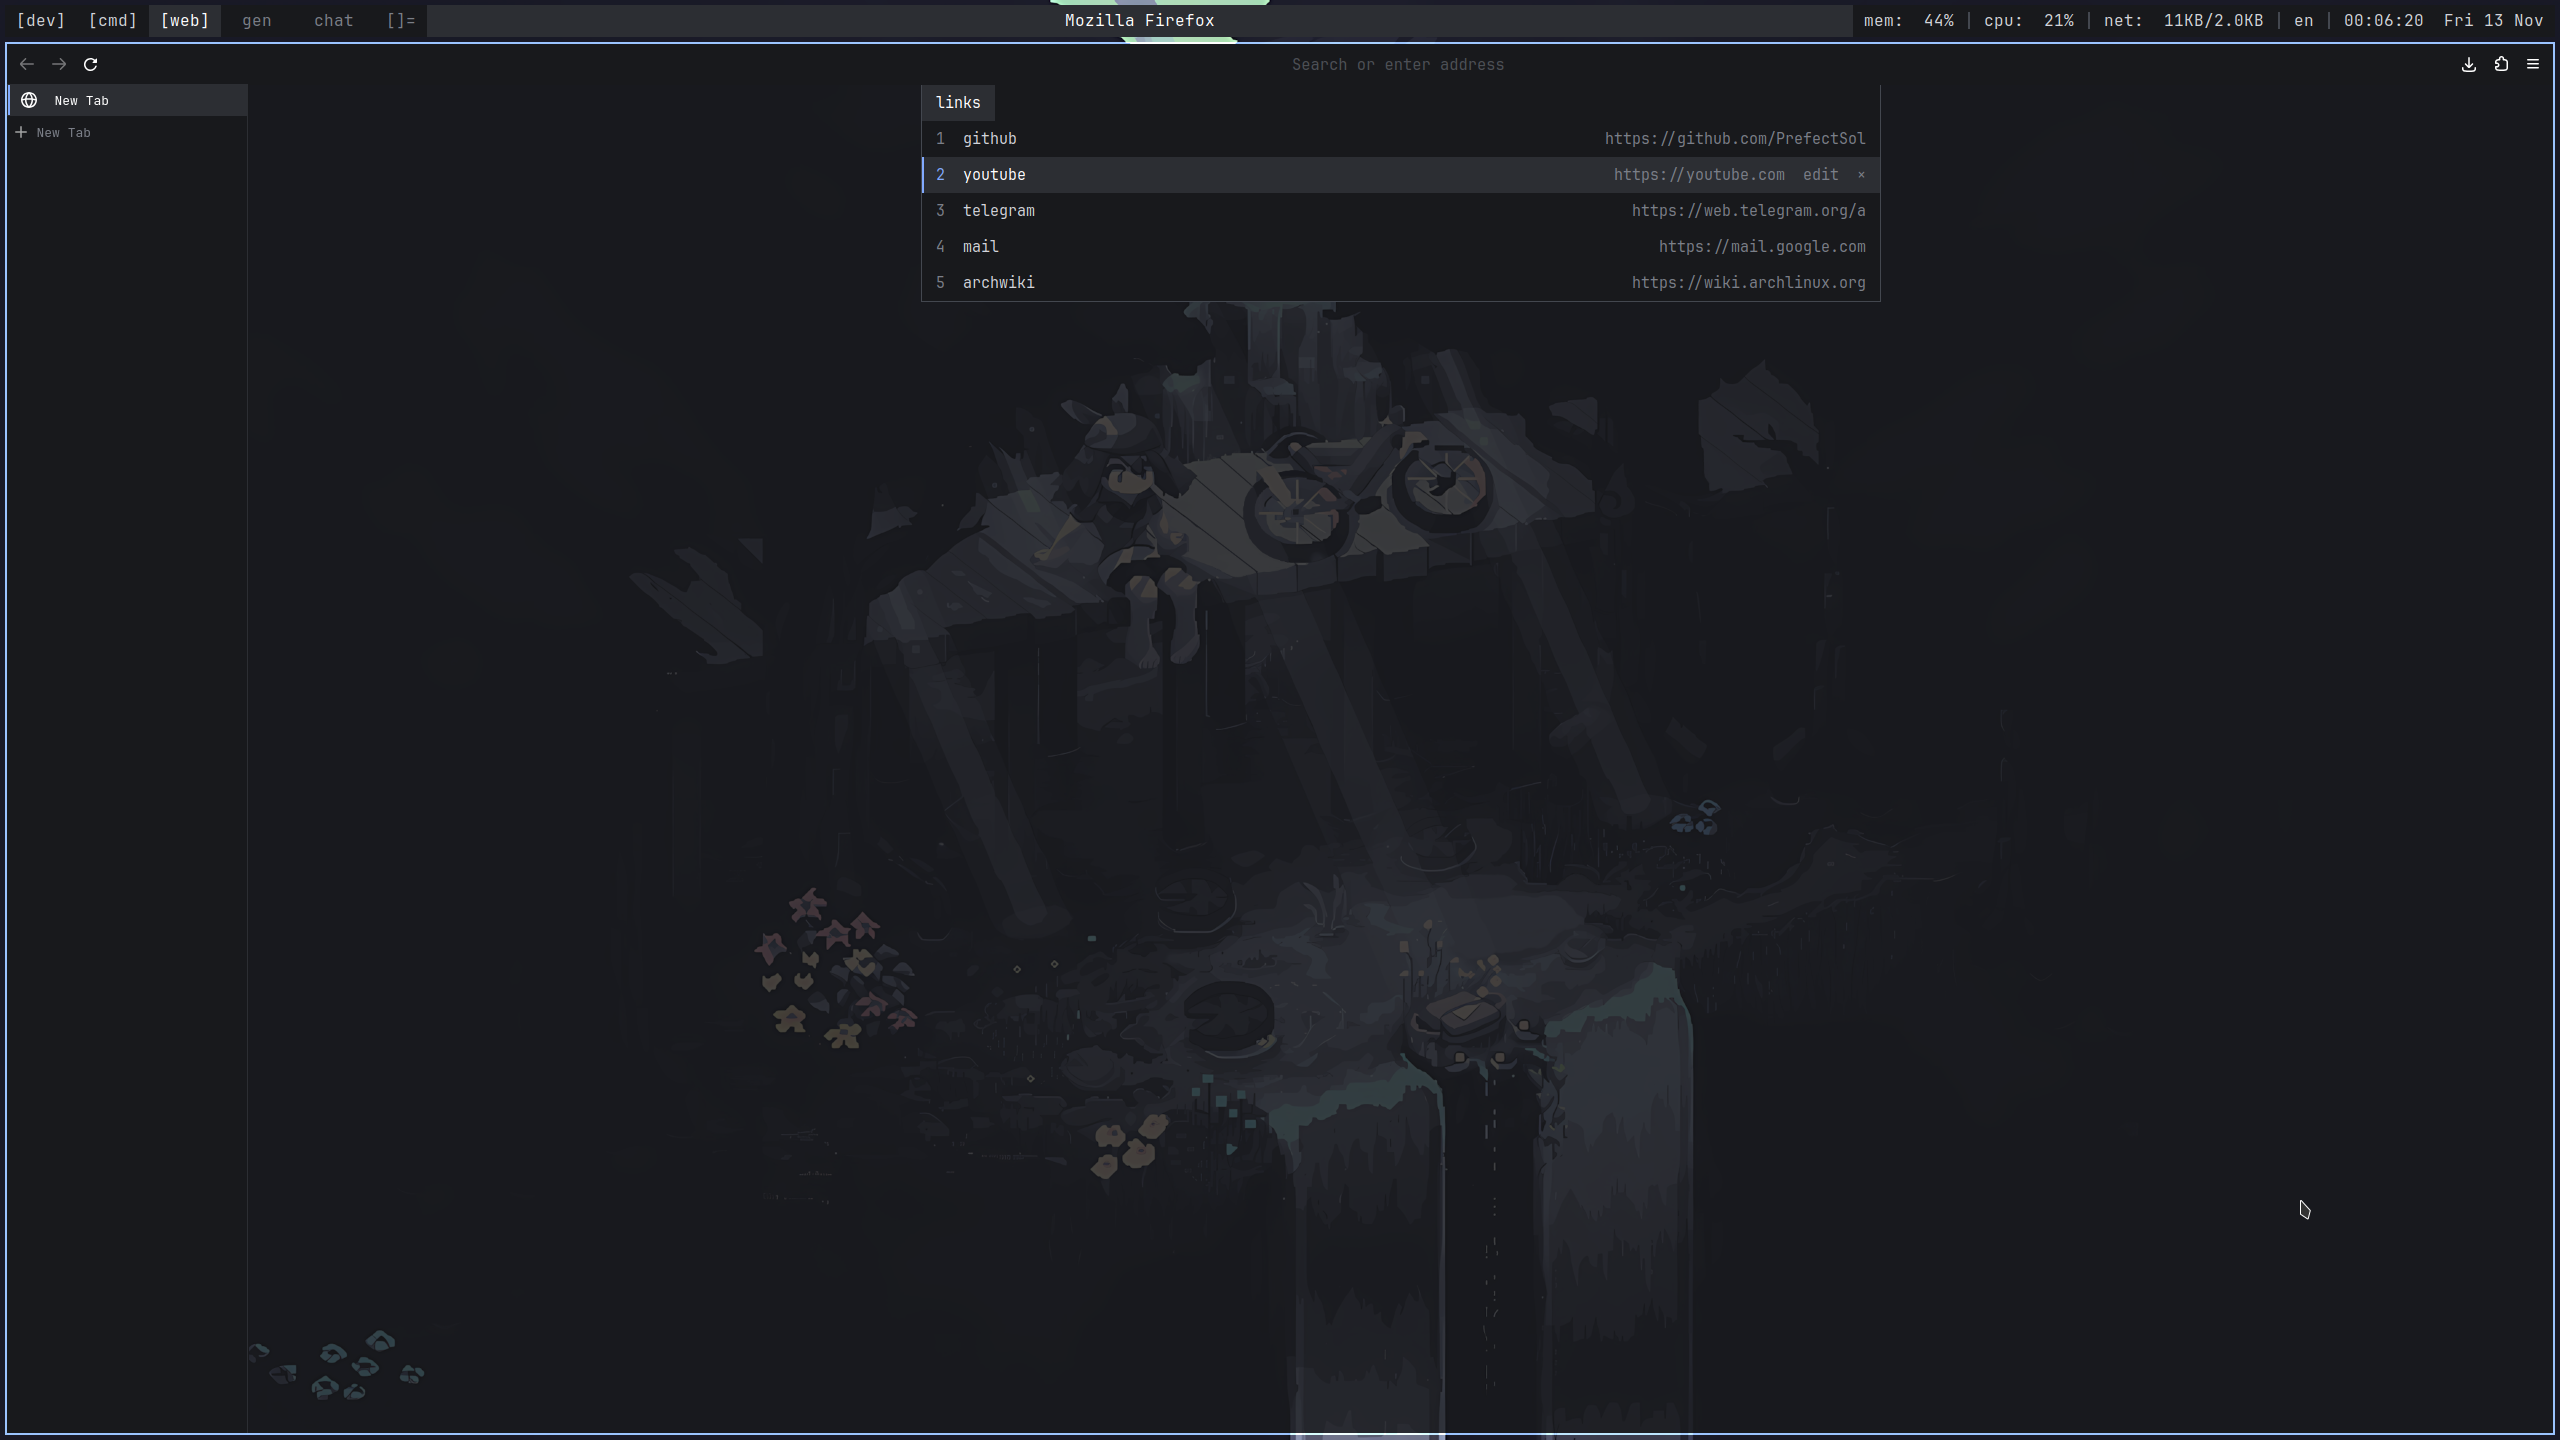 [dev] [cmd] [web] gen chat []= Mozilla Firefox mem: 44% | cpu: 21% | net: 11KB/2.0KB | en | 00:06:20 Fri 13 Nov
Search or enter address
New Tab
New Tab
links
1 github https://github.com/PrefectSol
2 youtube https://youtube.com edit ×
3 telegram https://web.telegram.org/a
4 mail https://mail.google.com
5 archwiki https://wiki.archlinux.org